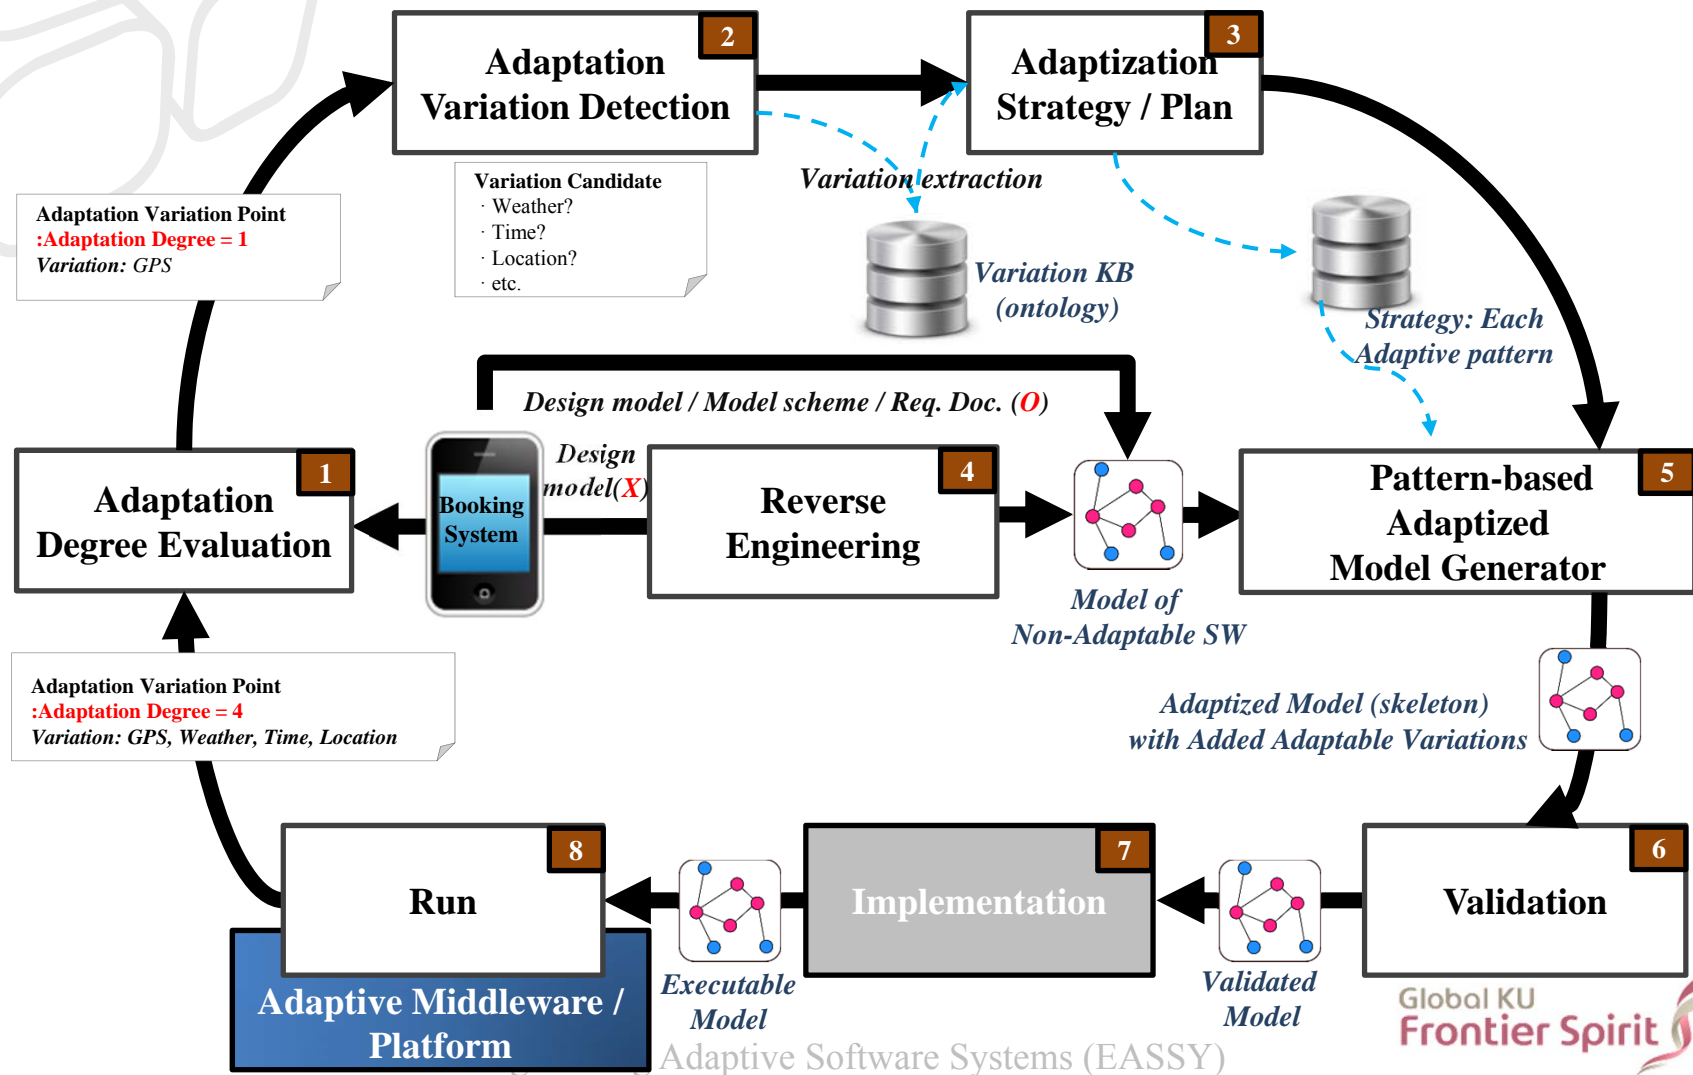 2
Adaptation
Variation Detection
3
Adaptization
Strategy / Plan
Variation Candidate
· Weather?
· Time?
· Location?
· etc.
Variation extraction
Adaptation Variation Point
:Adaptation Degree = 1
Variation: GPS
Variation KB
(ontology)
Strategy: Each
Adaptive pattern
Design model / Model scheme / Req. Doc. (O)
1
Adaptation
Degree Evaluation
Booking
System
Design
model(X)
4
Reverse
Engineering
5
Pattern-based
Adaptized
Model Generator
Model of
Non-Adaptable SW
Adaptation Variation Point
:Adaptation Degree = 4
Variation: GPS, Weather, Time, Location
Adaptized Model (skeleton)
with Added Adaptable Variations
8
Run
7
Implementation
6
Validation
Adaptive Middleware /
Platform
Executable
Model
Validated
Model
Global KU
Frontier Spirit
Adaptive Software Systems (EASSY)